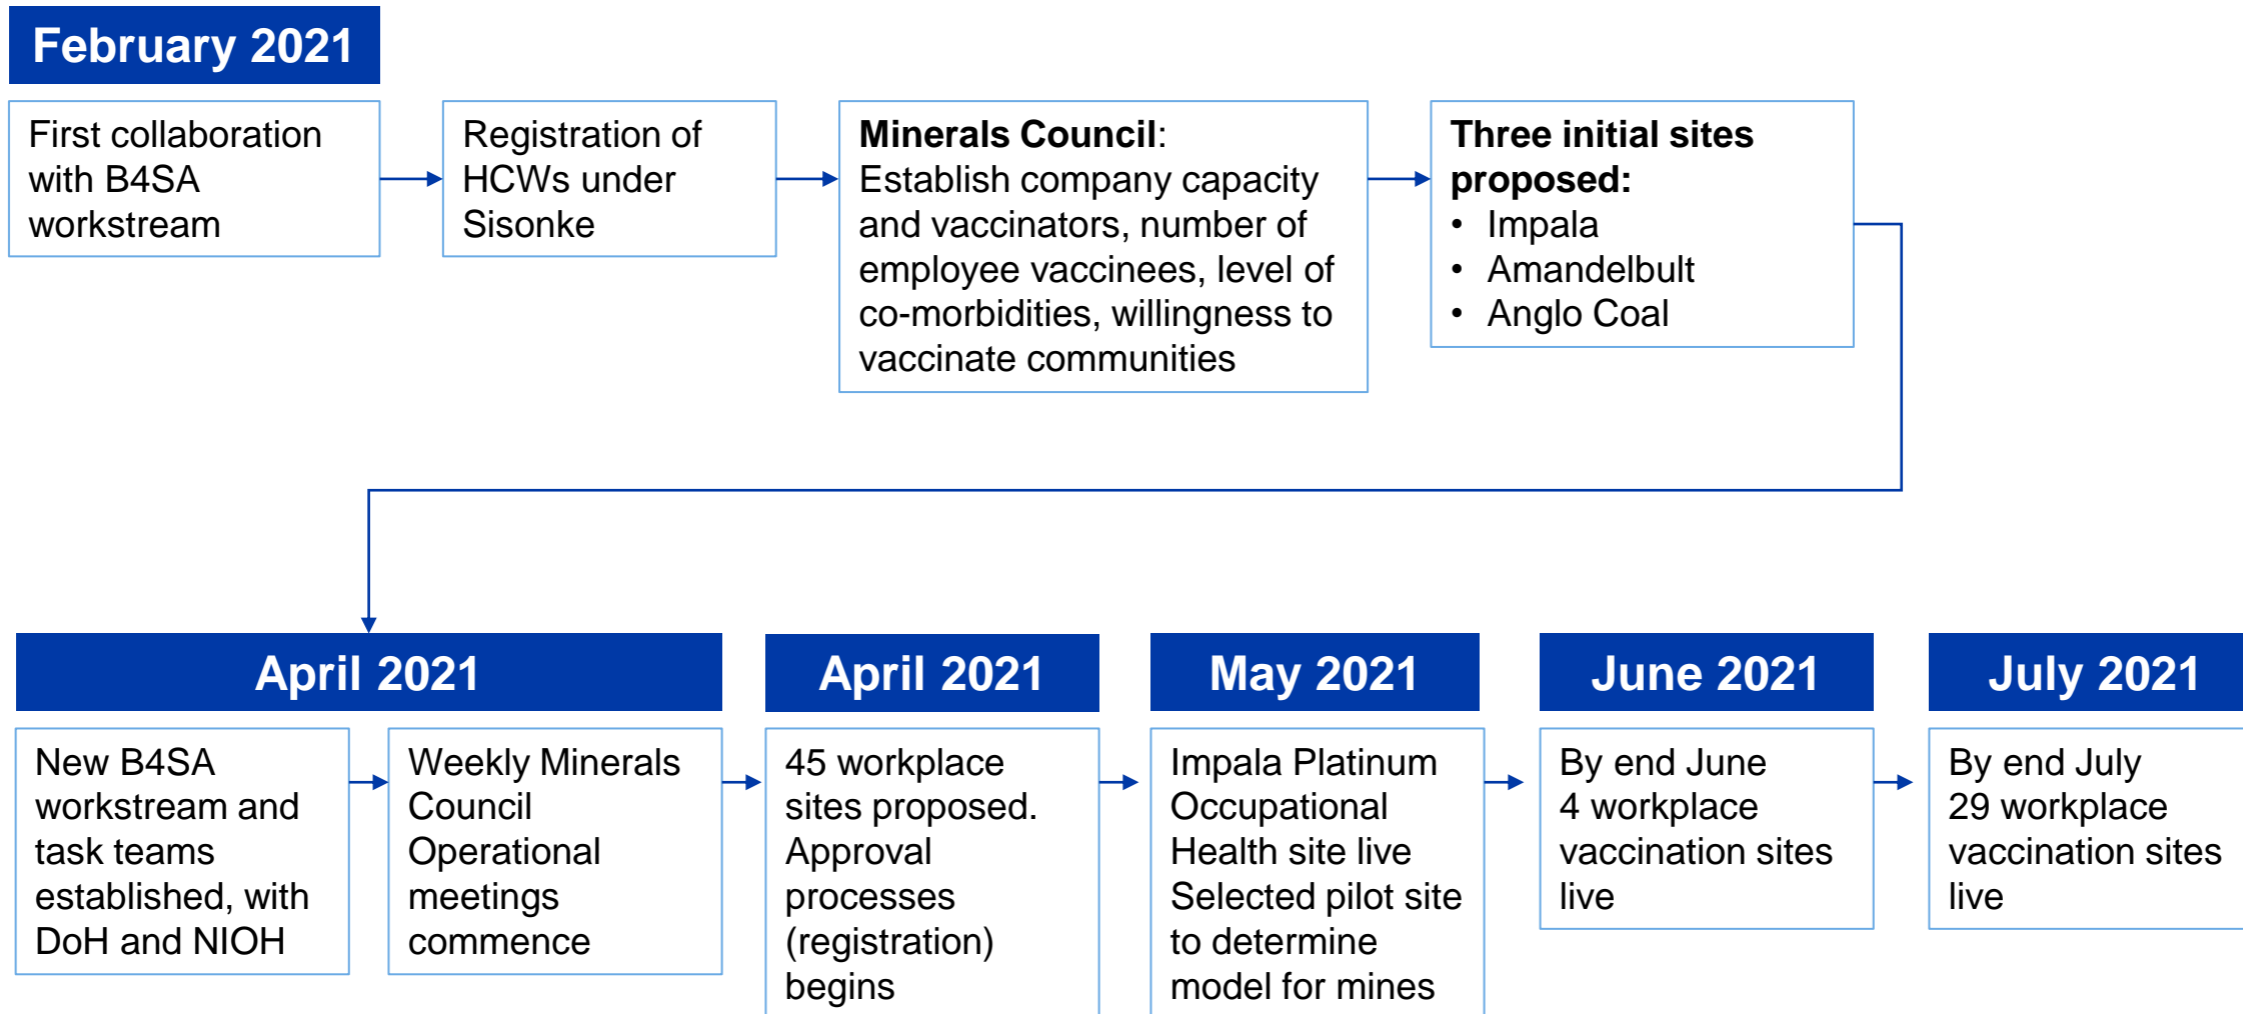 February 2021
First collaboration
with B4SA
workstream
Registration of
HCWs under
Sisonke
Minerals Council:
Establish company capacity
and vaccinators, number of
employee vaccinees, level of
co-morbidities, willingness to
vaccinate communities
Three initial sites
proposed:
• Impala
• Amandelbult
• Anglo Coal
April 2021
New B4SA
workstream and
task teams
established, with
DoH and NIOH
Weekly Minerals
Council
Operational
meetings
commence
April 2021
45 workplace
sites proposed.
Approval
processes
(registration)
begins
May 2021
Impala Platinum
Occupational
Health site live
Selected pilot site
to determine
model for mines
June 2021
By end June
4 workplace
vaccination sites
live
July 2021
By end July
29 workplace
vaccination sites
live